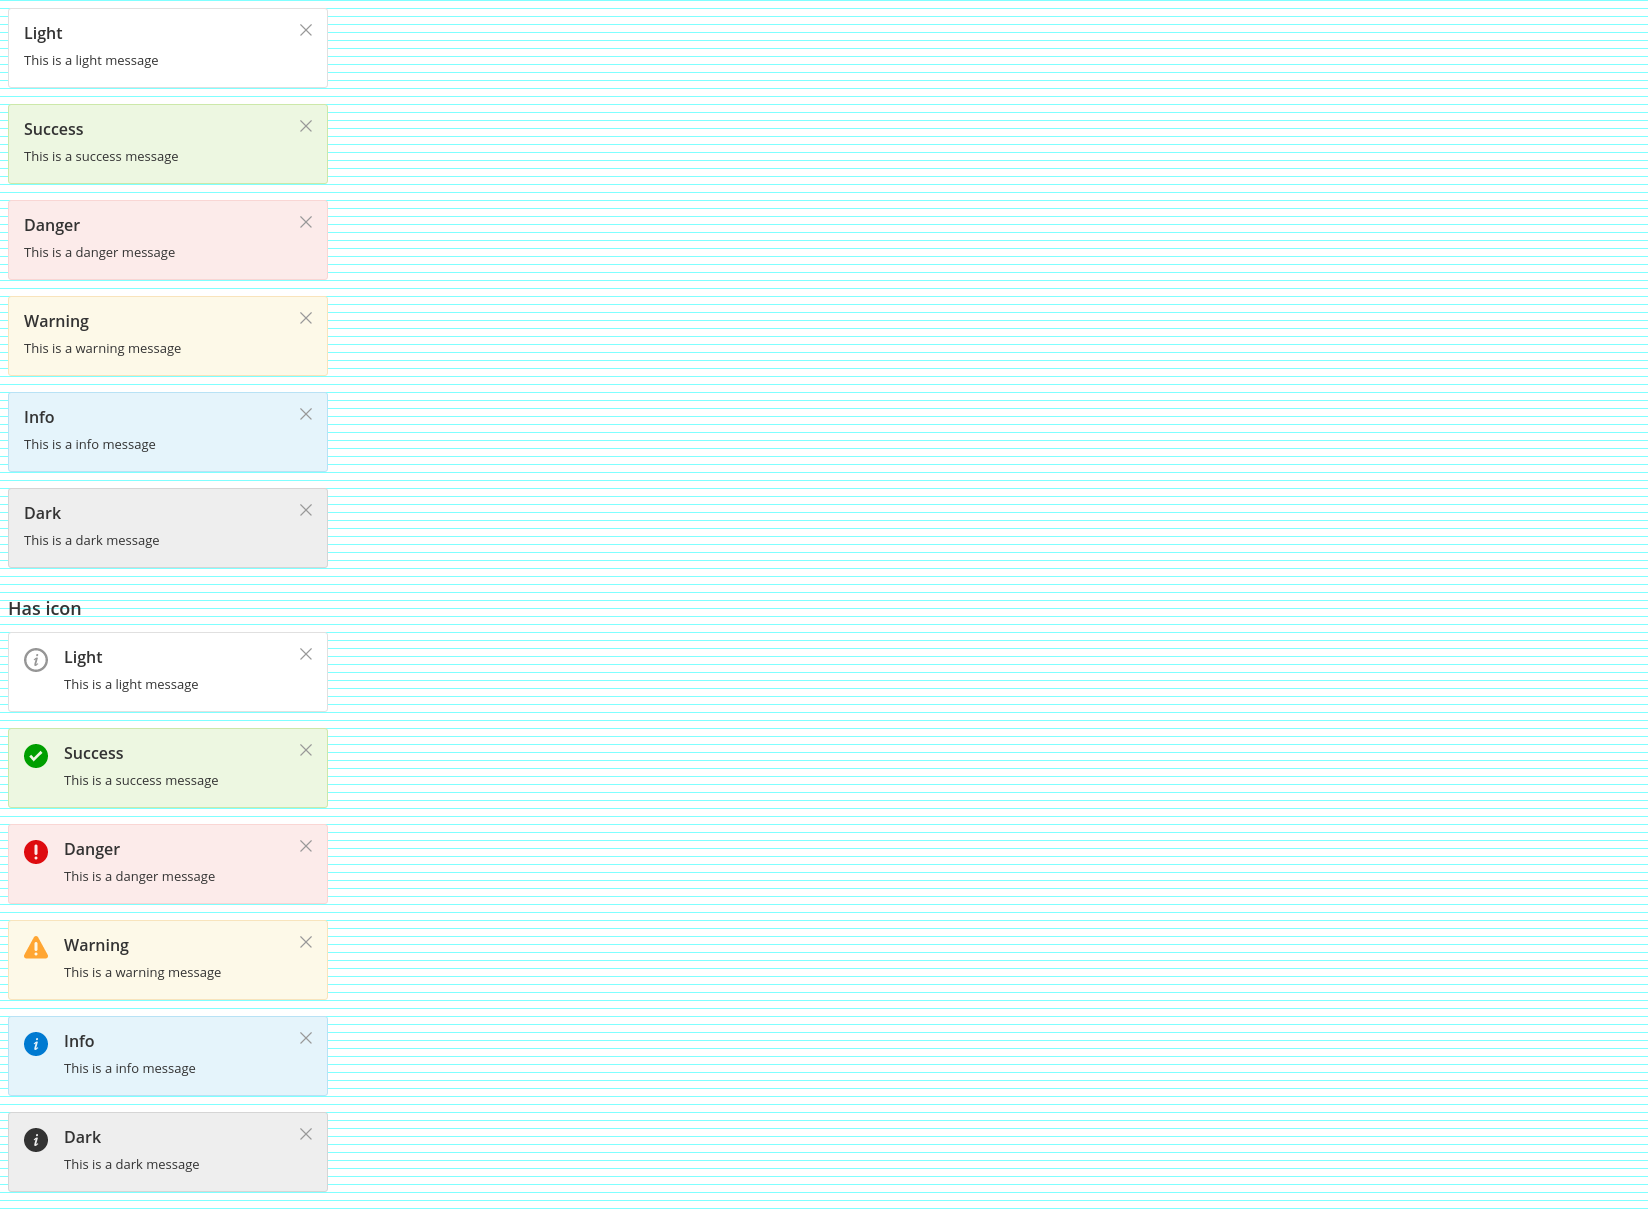 Light
This is a light message
Success
This is a success message
Danger
This is a danger message
Warning
This is a warning message
Info
This is a info message
Dark
This is a dark message
Has icon
Light
This is a light message
Success
This is a success message
Danger
This is a danger message
Warning
This is a warning message
Info
This is a info message
Dark
This is a dark message